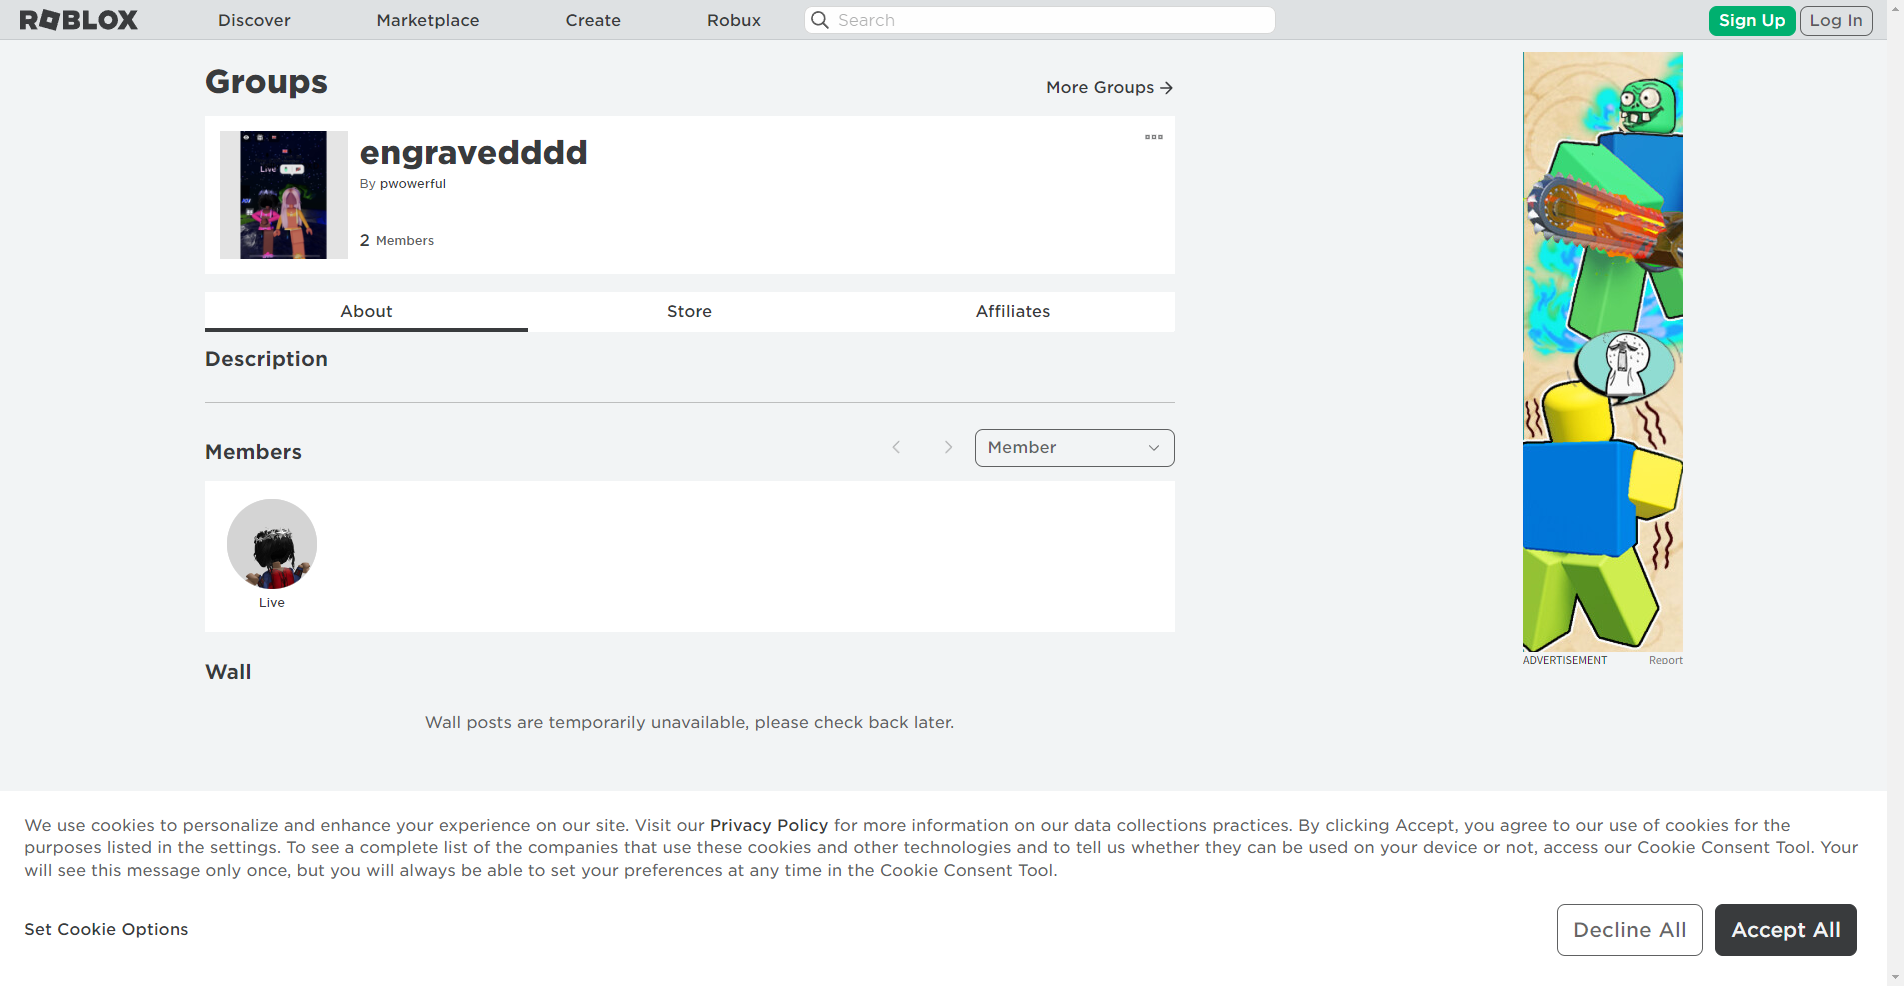 ROBLOX
Discover
Marketplace
Create
Robux
Search
Sign Up
Log In
Groups
More Groups
Live
engravedddd
By pwowerful
2 Members
About
Store
Affiliates
Description
Members
Member
Live
Wall
Wall posts are temporarily unavailable, please check back later.
ADVERTISEMENT
Report
We use cookies to personalize and enhance your experience on our site. Visit our Privacy Policy for more information on our data collections practices. By clicking Accept, you agree to our use of cookies for the
purposes listed in the settings. To see a complete list of the companies that use these cookies and other technologies and to tell us whether they can be used on your device or not, access our Cookie Consent Tool. Your
will see this message only once, but you will always be able to set your preferences at any time in the Cookie Consent Tool.
Set Cookie Options
Decline All
Accept All